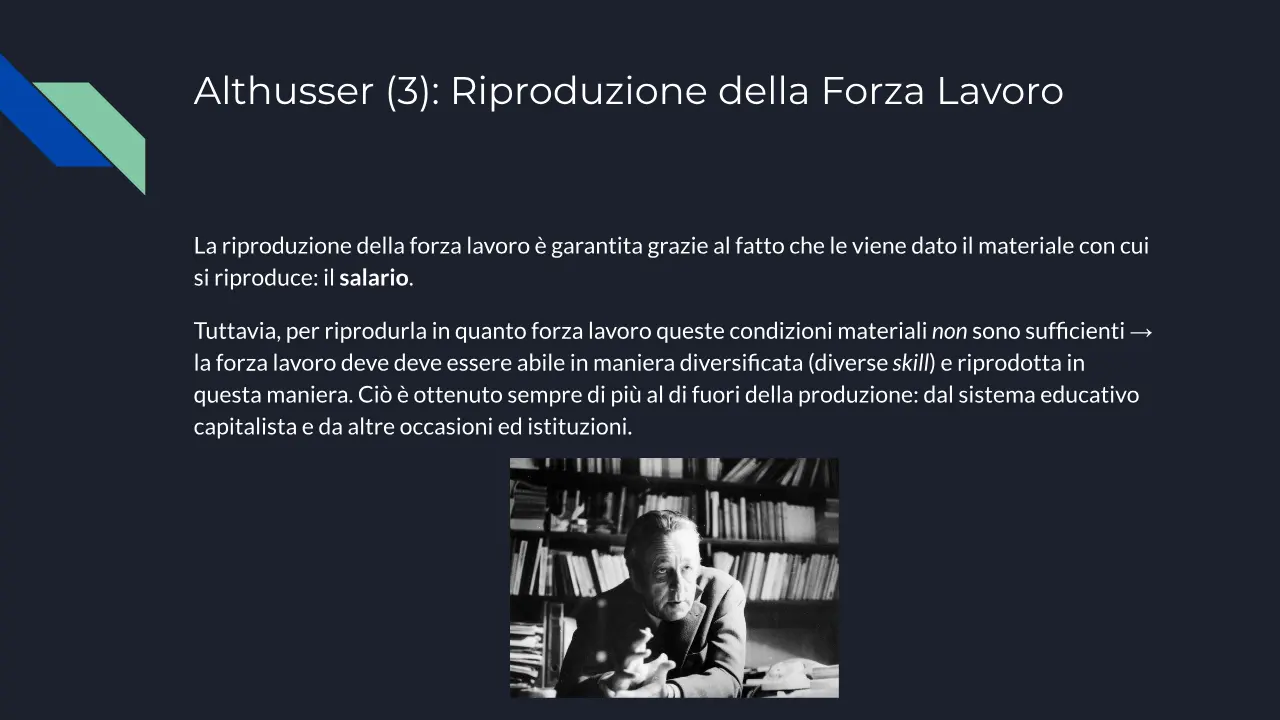 Althusser (3): Riproduzione della Forza Lavoro
La riproduzione della forza lavoro è garantita grazie al fatto che le viene dato il materiale con cui
si riproduce: il salario.
Tuttavia, per riprodurla in quanto forza lavoro queste condizioni materiali non sono sufficienti →
la forza lavoro deve deve essere abile in maniera diversificata (diverse skill) e riprodotta in
questa maniera. Ciò è ottenuto sempre di più al di fuori della produzione: dal sistema educativo
capitalista e da altre occasioni ed istituzioni.